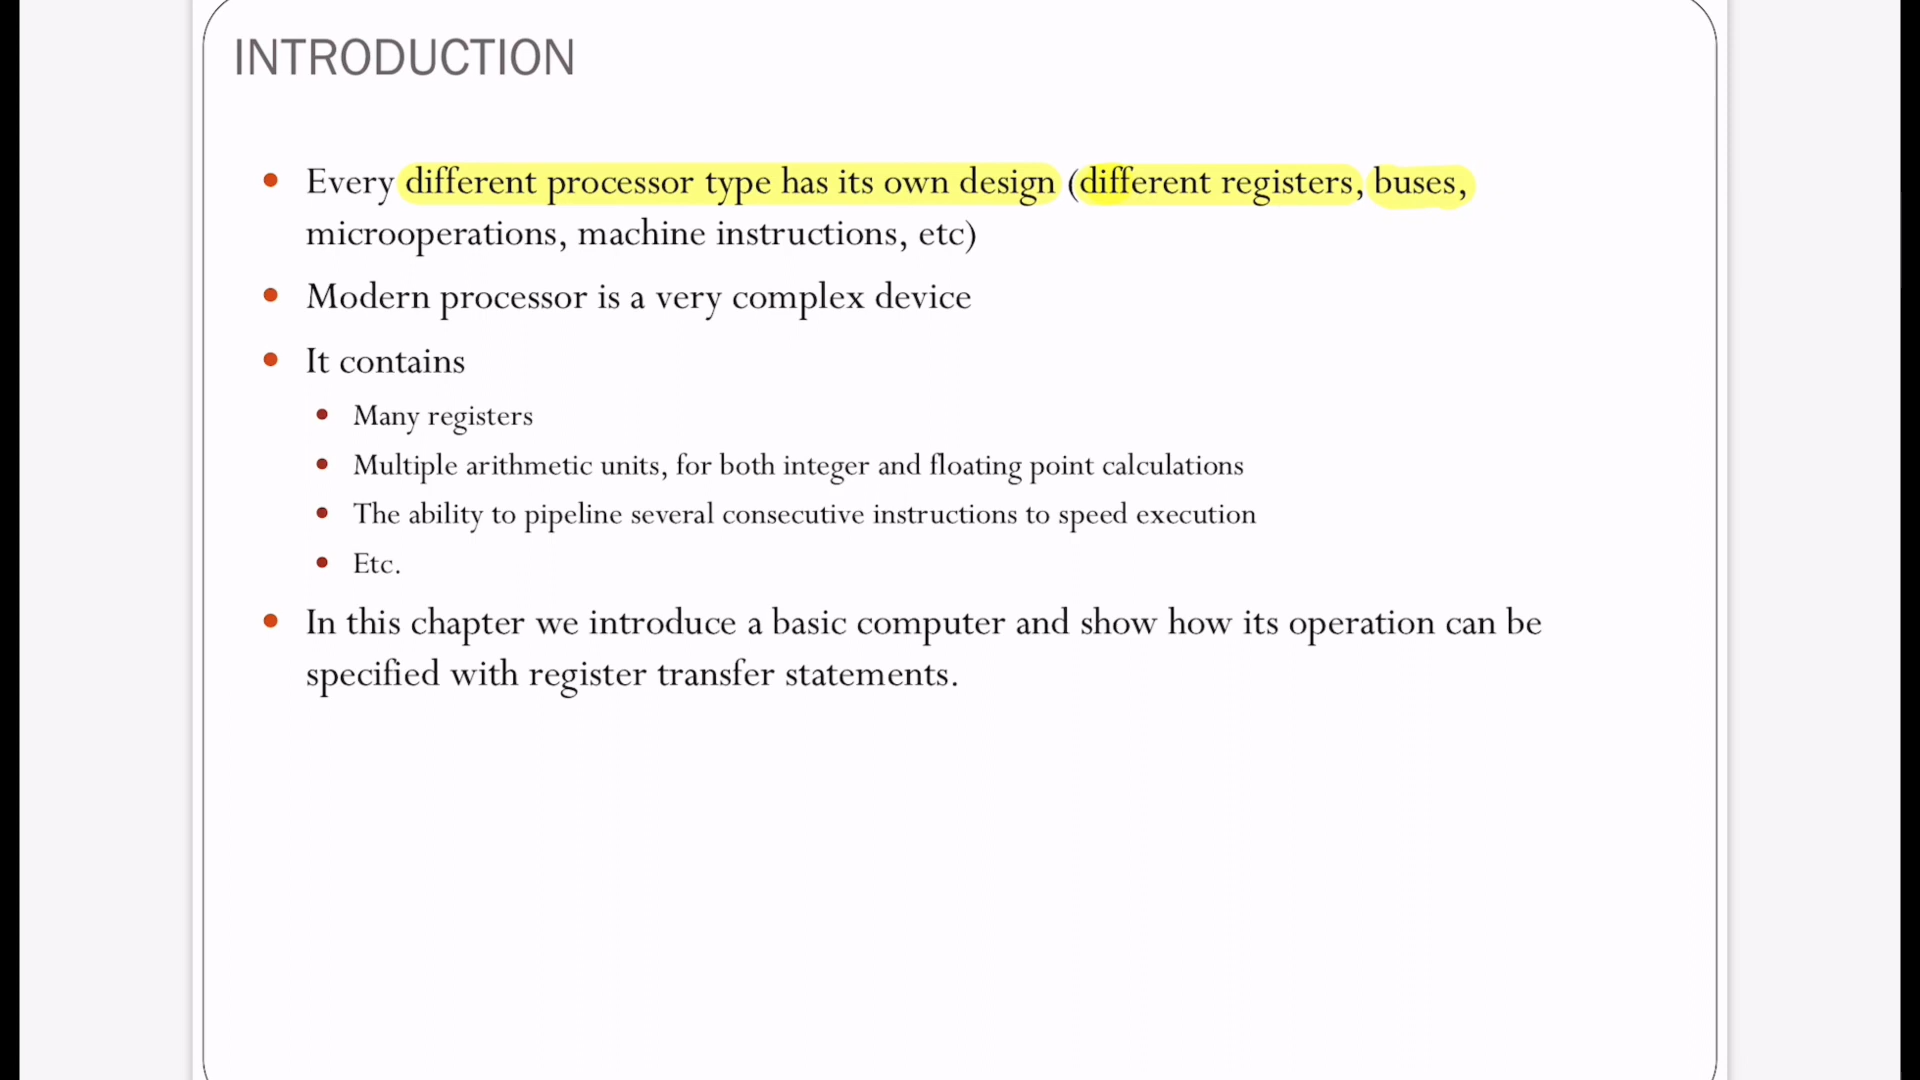 INTRODUCTION
• Every different processor type has its own design (different registers, buses,
microoperations, machine instructions, etc)
• Modern processor is a very complex device
• It contains
• Many registers
• Multiple arithmetic units, for both integer and floating point calculations
• The ability to pipeline several consecutive instructions to speed execution
• Etc.
• In this chapter we introduce a basic computer and show how its operation can be
specified with register transfer statements.